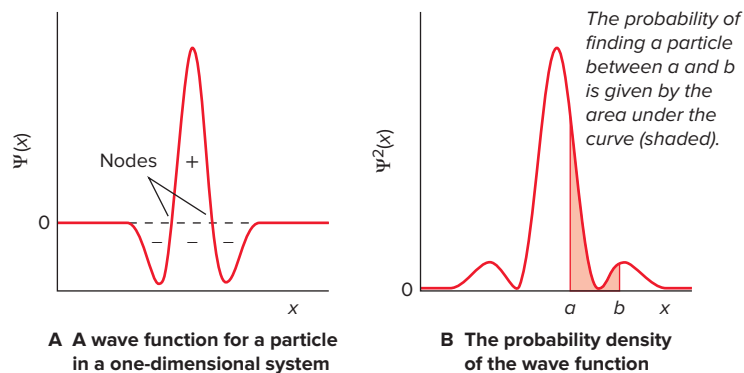 Ψ(x)
Nodes
+
0
– – –
x
A A wave function for a particle
in a one-dimensional system
The probability of
finding a particle
between a and b
is given by the
area under the
curve (shaded).
Ψ²(x)
0
a b x
B The probability density
of the wave function